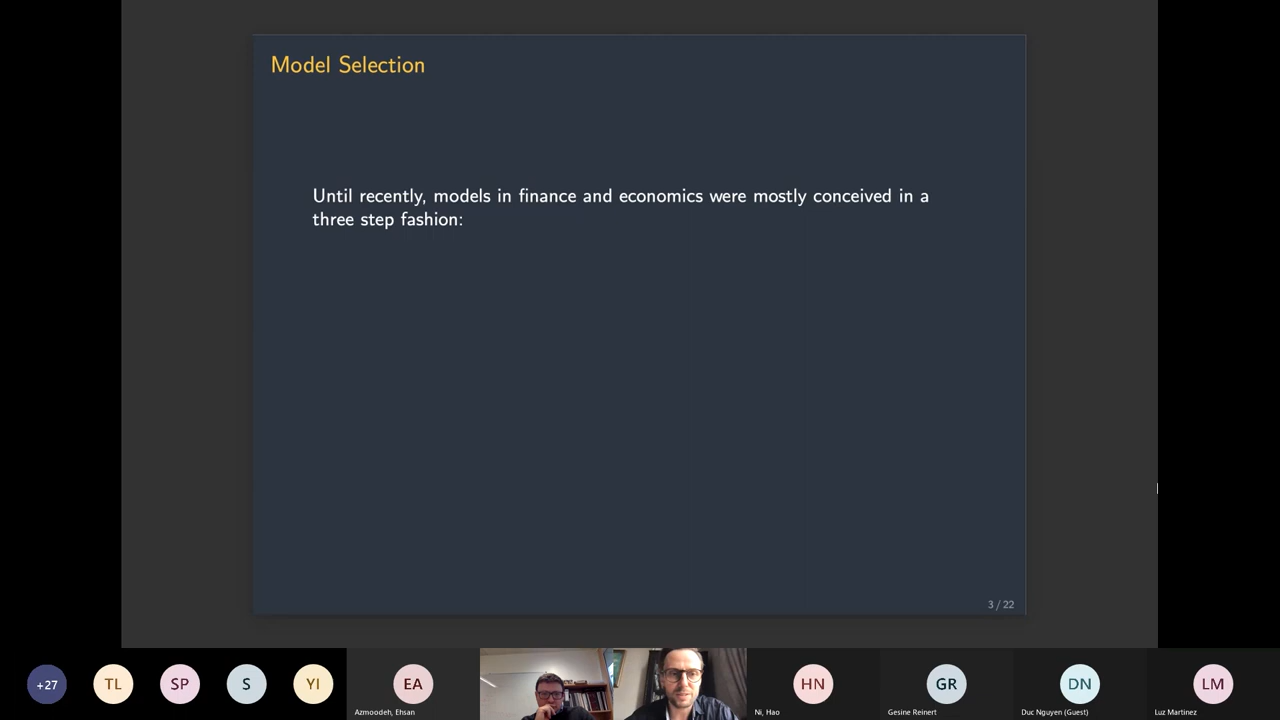 Model Selection
Until recently, models in finance and economics were mostly conceived in a
three step fashion:
3 / 22
+27
TL
SP
S
YI
EA
HN
GR
DN
LM
Azmoodeh, Ehsan
Ni, Hao
Gesine Reinert
Duc Nguyen (Guest)
Luz Martinez